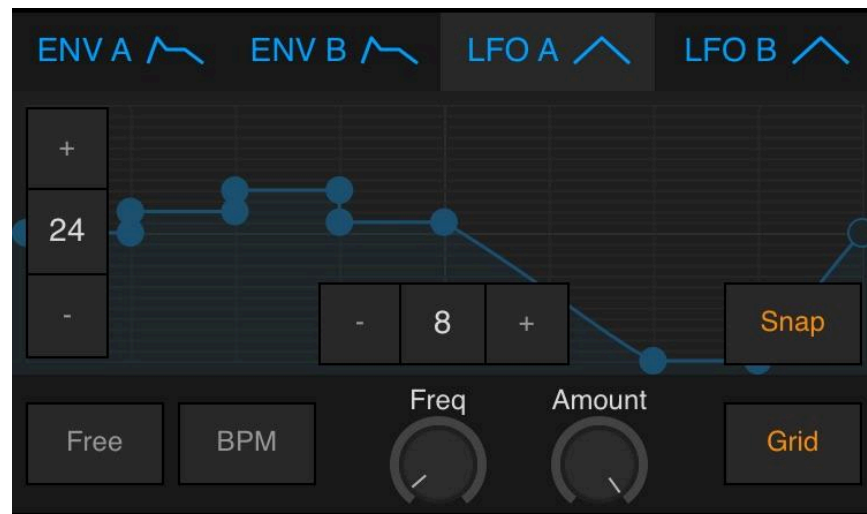 ENV A ENV B LFO A LFO B
+
24
-
- 8 +
Snap
Freq Amount
Free BPM Grid